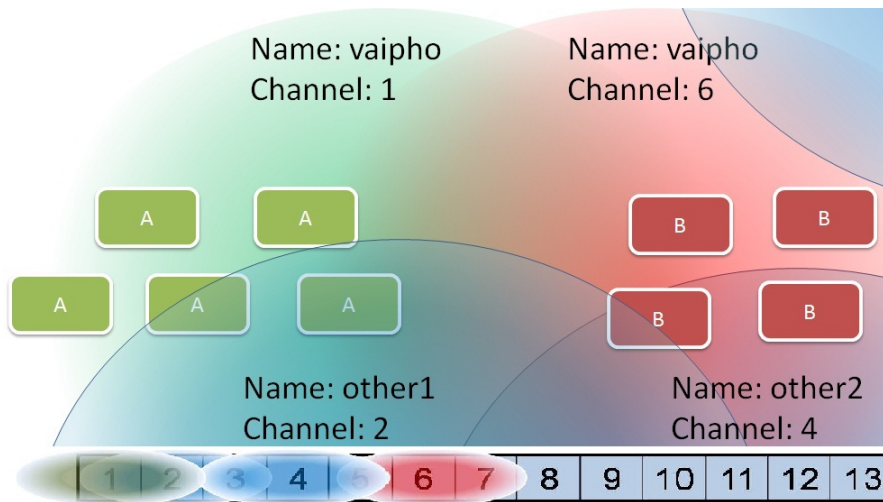 Name: vaipho
Channel: 1
Name: vaipho
Channel: 6
A
A
B
B
A
A
A
B
B
Name: other1
Channel: 2
Name: other2
Channel: 4
1 2 3 4 5 6 7 8 9 10 11 12 13